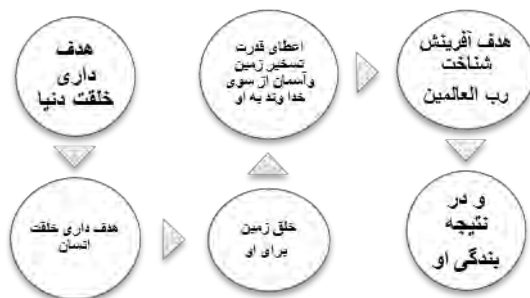 هدف
داری
خلقت دنیا
هدف داری خلقت
انسان
خلق زمین
برای او
اعطای قدرت
تسخیر زمین
وآسمان از سوی
خدا وند به او
هدف آفرینش
شناخت
رب العالمین
و در
نتیجه
بندگی او